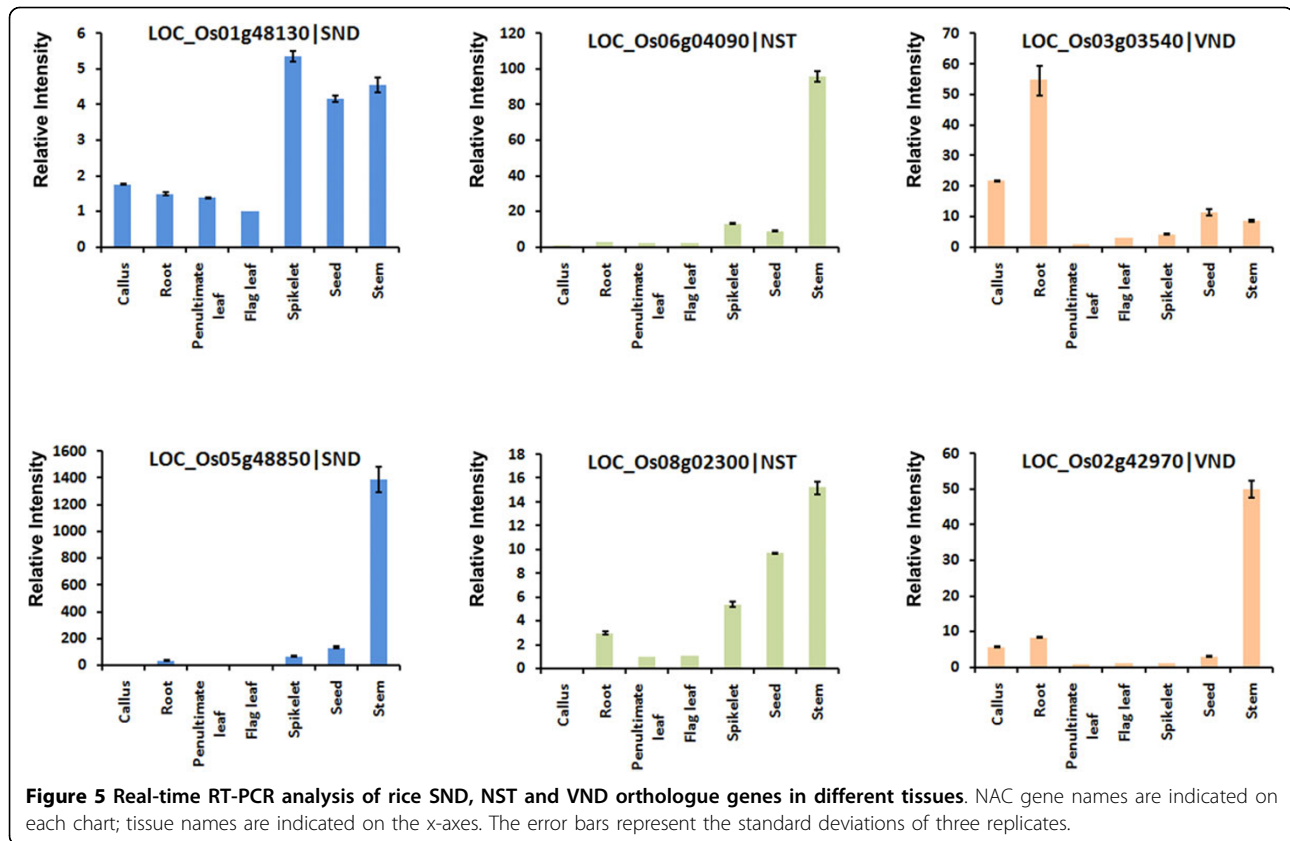 LOC_Os01g48130|SND
Relative Intensity
6
5
4
3
2
1
0
Callus
Root
Penultimate
leaf
Flag leaf
Spikelet
Seed
Stem
LOC_Os06g04090|NST
Relative Intensity
120
100
80
60
40
20
0
Callus
Root
Penultimate
leaf
Flag leaf
Spikelet
Seed
Stem
LOC_Os03g03540|VND
Relative Intensity
70
60
50
40
30
20
10
0
Callus
Root
Penultimate
leaf
Flag leaf
Spikelet
Seed
Stem
LOC_Os05g48850|SND
Relative Intensity
1600
1400
1200
1000
800
600
400
200
0
Callus
Root
Penultimate
leaf
Flag leaf
Spikelet
Seed
Stem
LOC_Os08g02300|NST
Relative Intensity
18
16
14
12
10
8
6
4
2
0
Callus
Root
Penultimate
leaf
Flag leaf
Spikelet
Seed
Stem
LOC_Os02g42970|VND
Relative Intensity
60
50
40
30
20
10
0
Callus
Root
Penultimate
leaf
Flag leaf
Spikelet
Seed
Stem
Figure 5 Real-time RT-PCR analysis of rice SND, NST and VND orthologue genes in different tissues. NAC gene names are indicated on
each chart; tissue names are indicated on the x-axes. The error bars represent the standard deviations of three replicates.